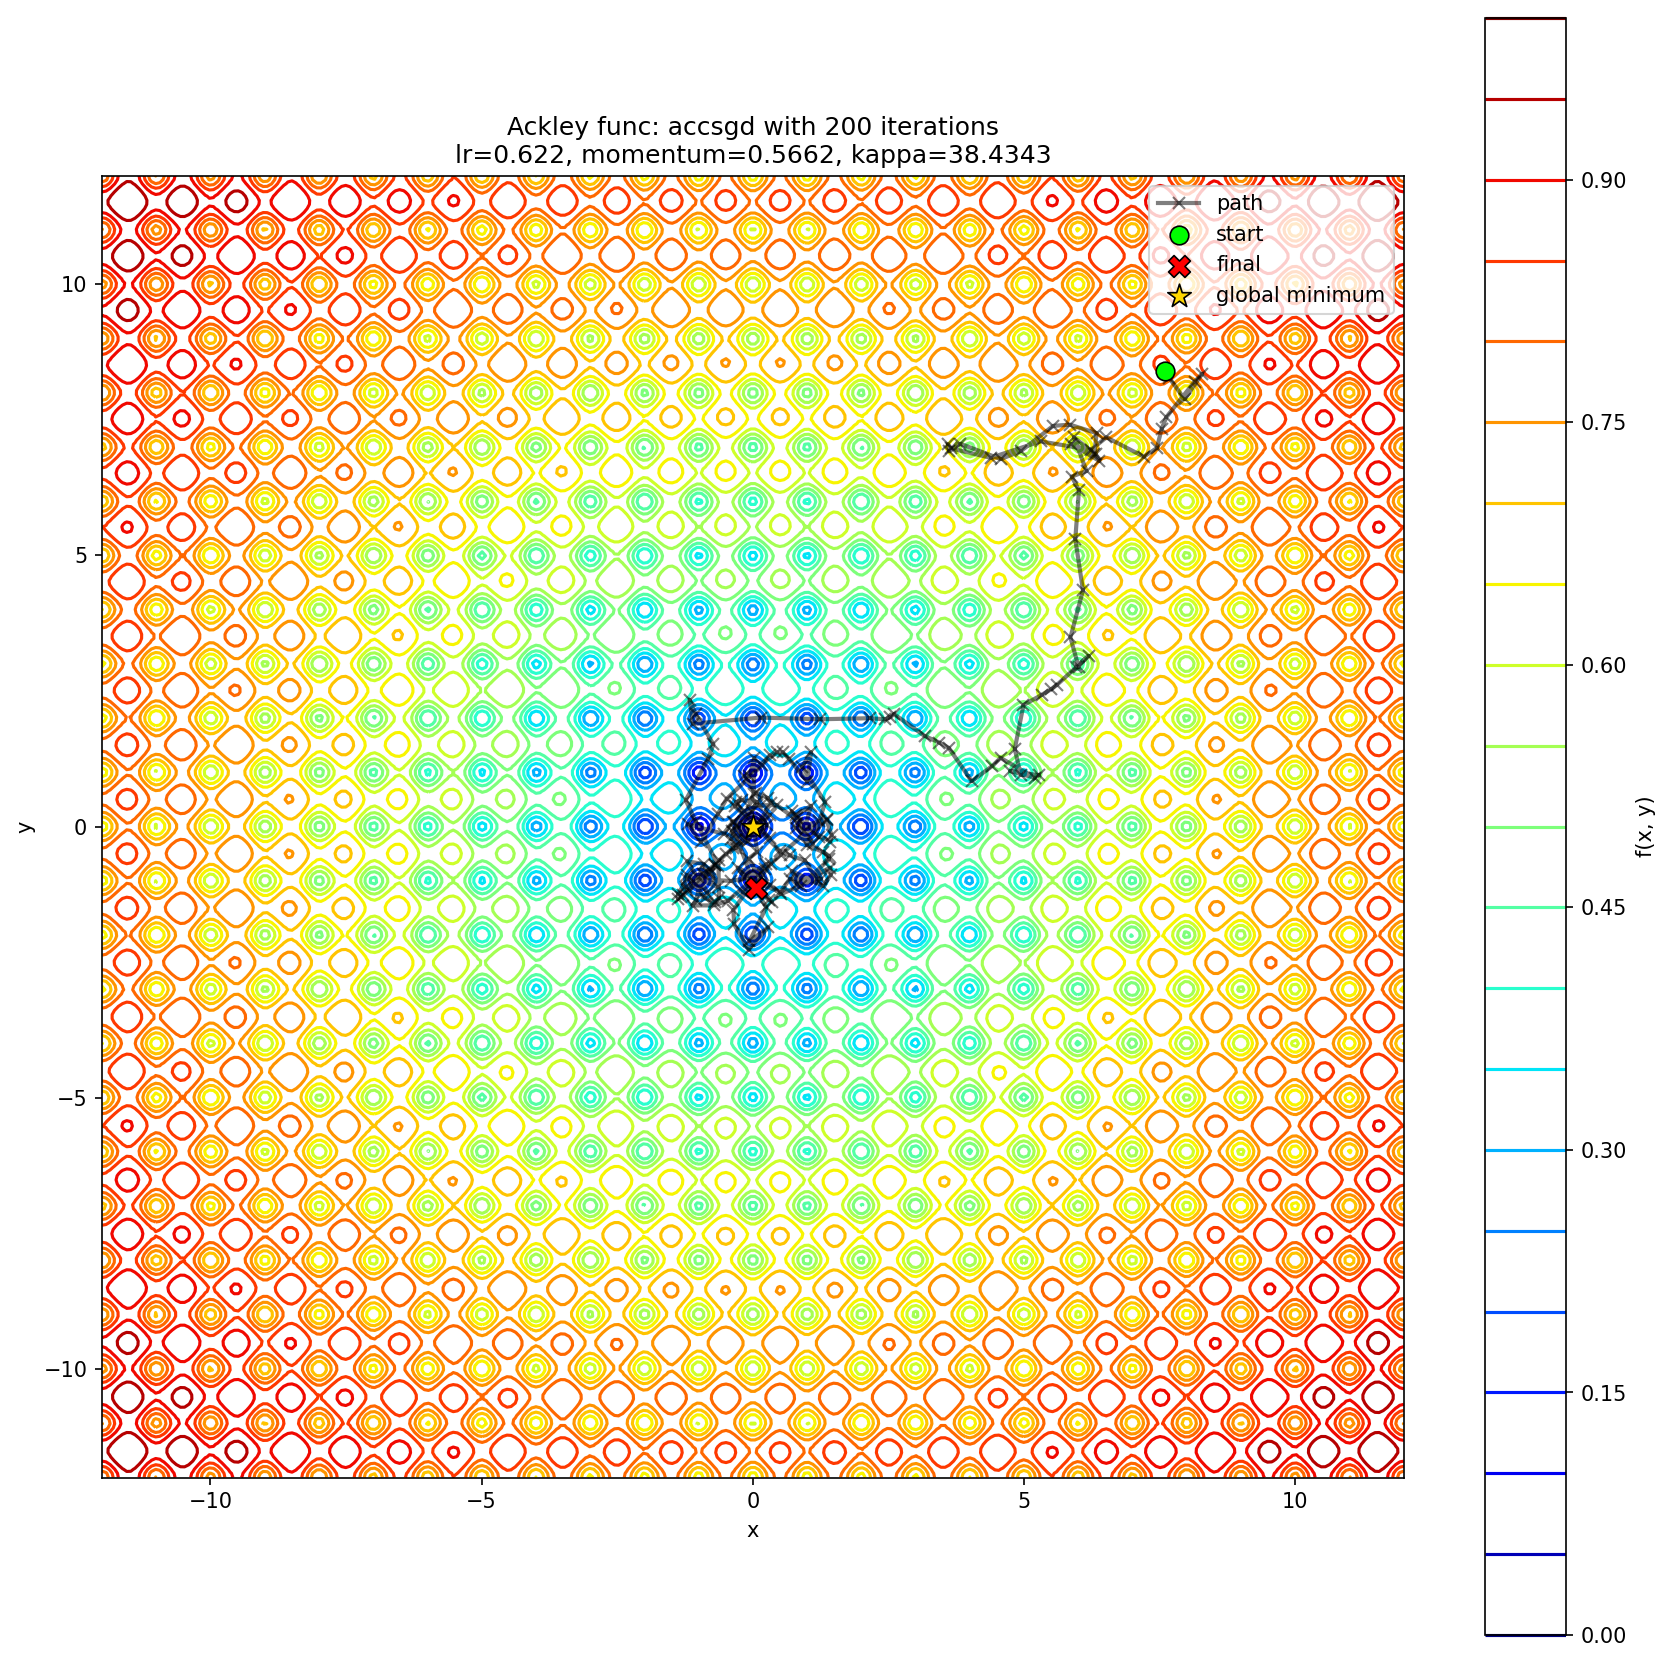 Ackley func: accsgd with 200 iterations
lr=0.622, momentum=0.5662, kappa=38.4343
path
start
final
global minimum
10
5
0
−5
−10
y
−10
−5
0
5
10
x
0.90
0.75
0.60
0.45
0.30
0.15
0.00
f(x, y)